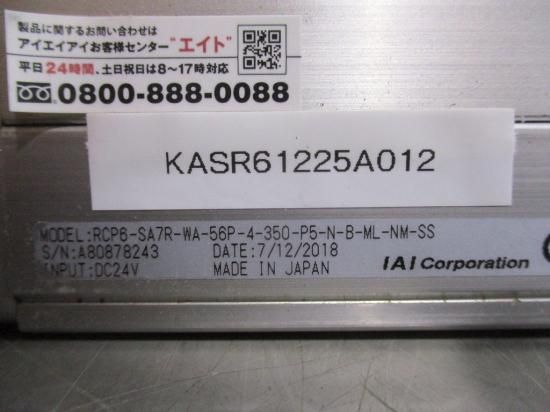 製品に関するお問い合わせは
アイエイアイお客様センター“エイト”
平日24時間、土日祝日は8～17時対応
0800-888-0088
KASR61225A012
MODEL:RCP6-SA7R-WA-56P-4-350-P5-N-B-ML-NM-SS
S/N:A80878243 DATE:7/12/2018
INPUT:DC24V MADE IN JAPAN
IAI Corporation